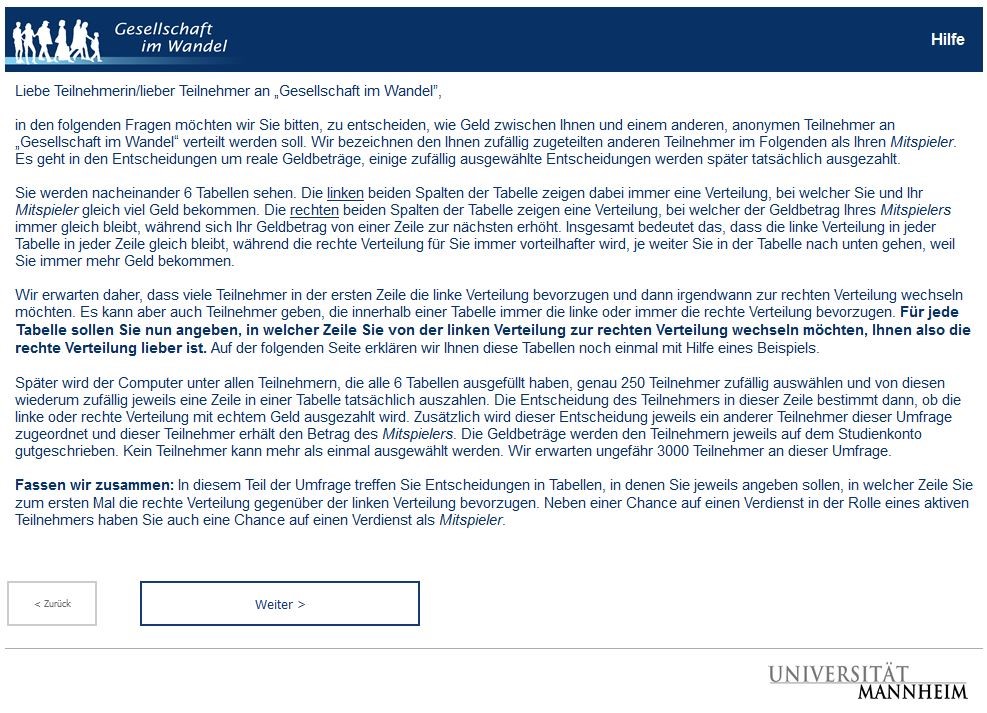 Gesellschaft
im Wandel
Hilfe
Liebe Teilnehmerin/lieber Teilnehmer an „Gesellschaft im Wandel”,
in den folgenden Fragen möchten wir Sie bitten, zu entscheiden, wie Geld zwischen Ihnen und einem anderen, anonymen Teilnehmer an
„Gesellschaft im Wandel“ verteilt werden soll. Wir bezeichnen den Ihnen zufällig zugeteilten anderen Teilnehmer im Folgenden als Ihren Mitspieler.
Es geht in den Entscheidungen um reale Geldbeträge, einige zufällig ausgewählte Entscheidungen werden später tatsächlich ausgezahlt.
Sie werden nacheinander 6 Tabellen sehen. Die linken beiden Spalten der Tabelle zeigen dabei immer eine Verteilung, bei welcher Sie und Ihr
Mitspieler gleich viel Geld bekommen. Die rechten beiden Spalten der Tabelle zeigen eine Verteilung, bei welcher der Geldbetrag Ihres Mitspielers
immer gleich bleibt, während sich Ihr Geldbetrag von einer Zeile zur nächsten erhöht. Insgesamt bedeutet das, dass die linke Verteilung in jeder
Tabelle in jeder Zeile gleich bleibt, während die rechte Verteilung für Sie immer vorteilhafter wird, je weiter Sie in der Tabelle nach unten gehen, weil
Sie immer mehr Geld bekommen.
Wir erwarten daher, dass viele Teilnehmer in der ersten Zeile die linke Verteilung bevorzugen und dann irgendwann zur rechten Verteilung wechseln
möchten. Es kann aber auch Teilnehmer geben, die innerhalb einer Tabelle immer die linke oder immer die rechte Verteilung bevorzugen. Für jede
Tabelle sollen Sie nun angeben, in welcher Zeile Sie von der linken Verteilung zur rechten Verteilung wechseln möchten, Ihnen also die
rechte Verteilung lieber ist. Auf der folgenden Seite erklären wir Ihnen diese Tabellen noch einmal mit Hilfe eines Beispiels.
Später wird der Computer unter allen Teilnehmern, die alle 6 Tabellen ausgefüllt haben, genau 250 Teilnehmer zufällig auswählen und von diesen
wiederum zufällig jeweils eine Zeile in einer Tabelle tatsächlich auszahlen. Die Entscheidung des Teilnehmers in dieser Zeile bestimmt dann, ob die
linke oder rechte Verteilung mit echtem Geld ausgezahlt wird. Zusätzlich wird dieser Entscheidung jeweils ein anderer Teilnehmer dieser Umfrage
zugeordnet und dieser Teilnehmer erhält den Betrag des Mitspielers. Die Geldbeträge werden den Teilnehmern jeweils auf dem Studienkonto
gutgeschrieben. Kein Teilnehmer kann mehr als einmal ausgewählt werden. Wir erwarten ungefähr 3000 Teilnehmer an dieser Umfrage.
Fassen wir zusammen: In diesem Teil der Umfrage treffen Sie Entscheidungen in Tabellen, in denen Sie jeweils angeben sollen, in welcher Zeile Sie
zum ersten Mal die rechte Verteilung gegenüber der linken Verteilung bevorzugen. Neben einer Chance auf einen Verdienst in der Rolle eines aktiven
Teilnehmers haben Sie auch eine Chance auf einen Verdienst als Mitspieler.
< Zurück
Weiter >
UNIVERSITÄT
MANNHEIM